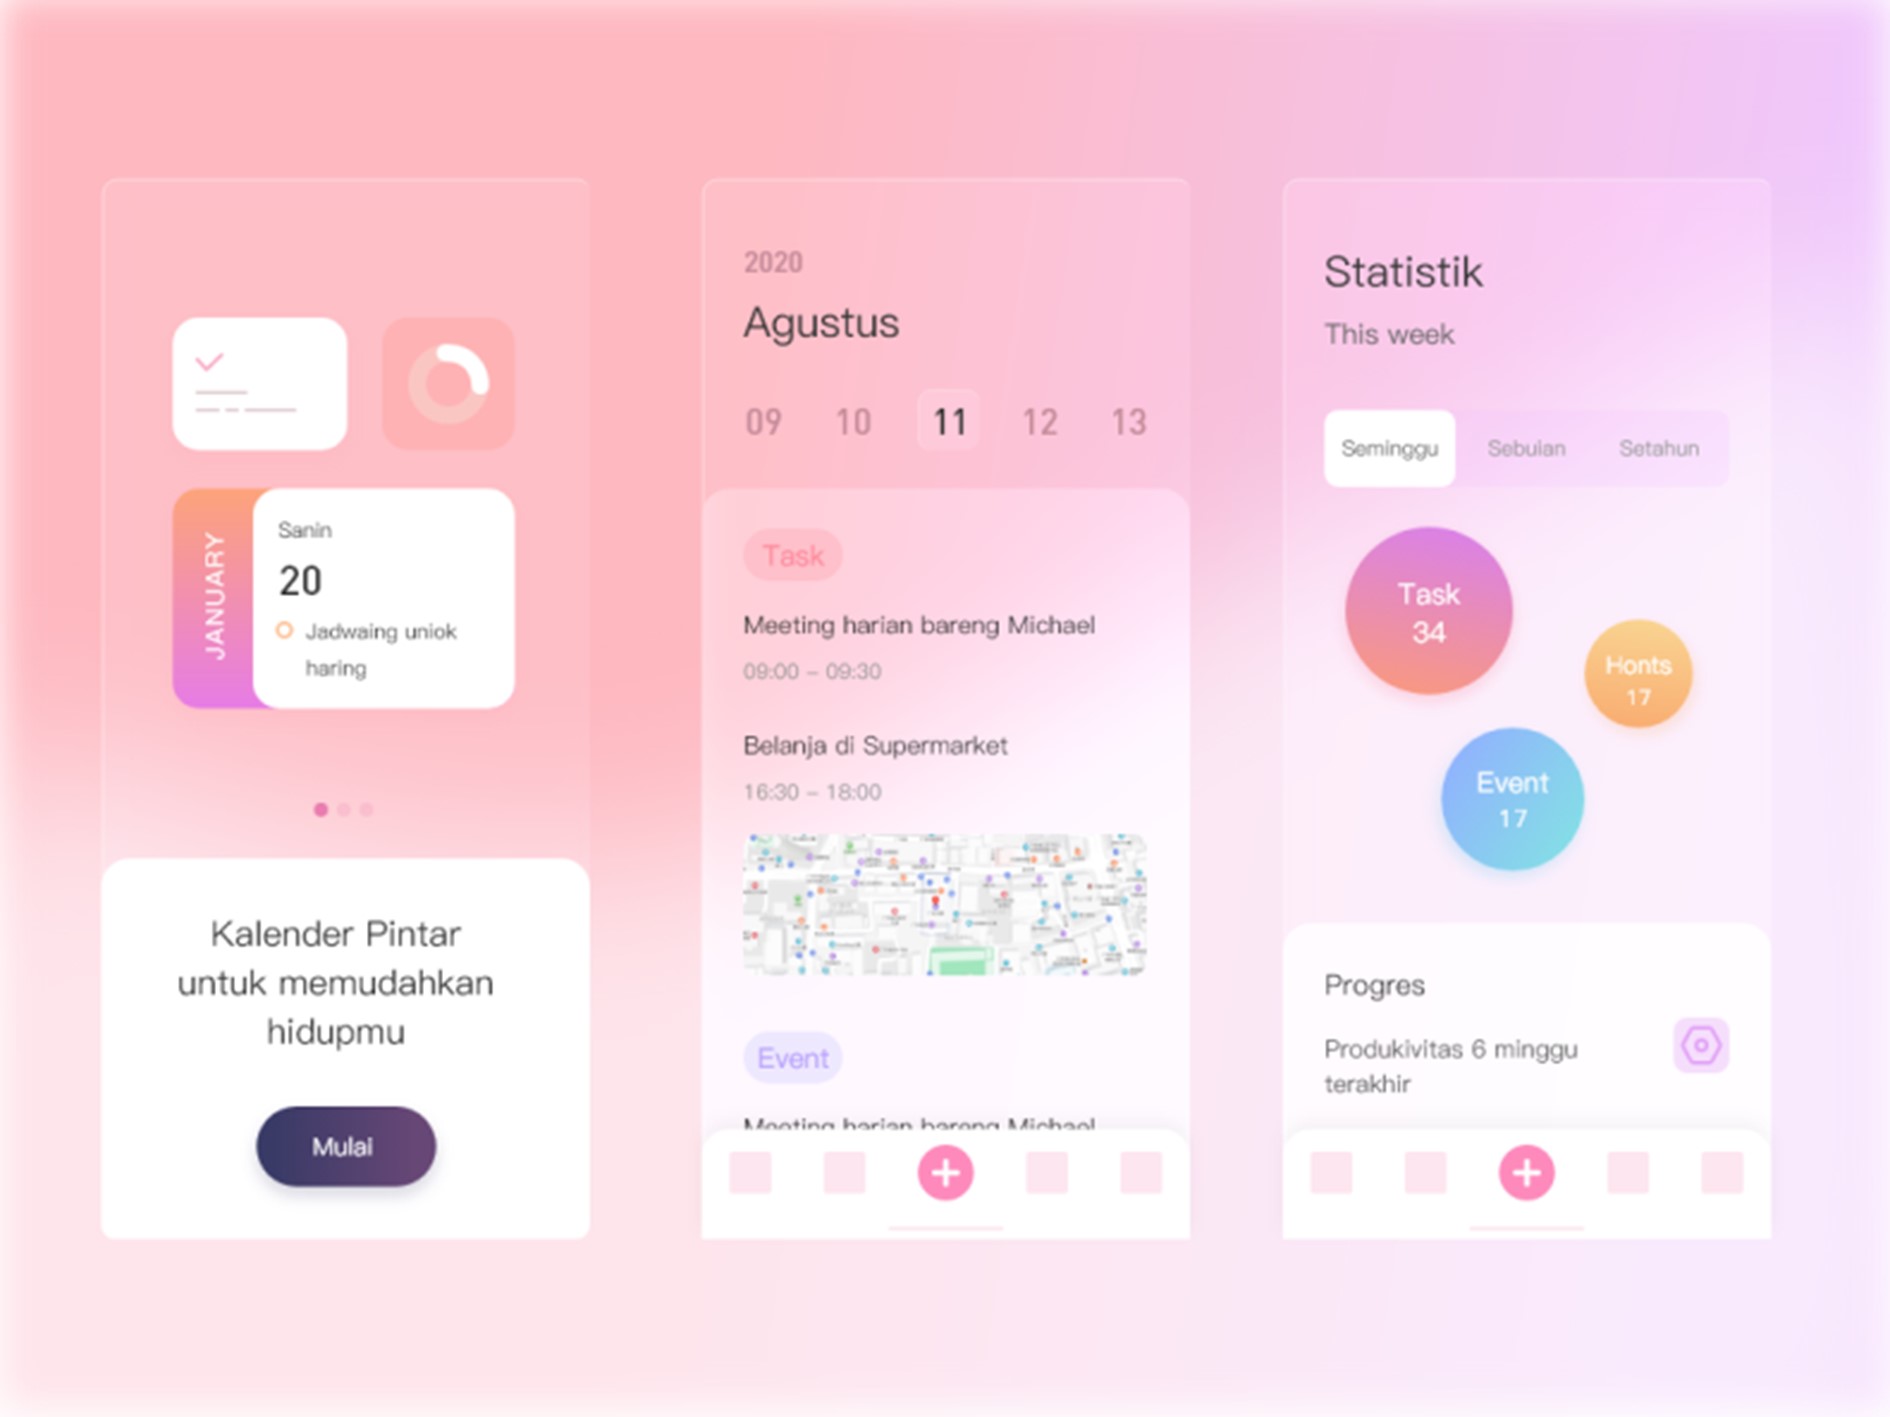 JANUARY
Sanin
20
Jadwaing uniok
haring
Kalender Pintar
untuk memudahkan
hidupmu
Mulai
2020
Agustus
09 10 11 12 13
Task
Meeting harian bareng Michael
09:00 – 09:30
Belanja di Supermarket
16:30 – 18:00
Event
Meeting harian bareng Michael
Statistik
This week
Seminggu Sebulan Setahun
Task
34
Honts
17
Event
17
Progres
Produkivitas 6 minggu
terakhir